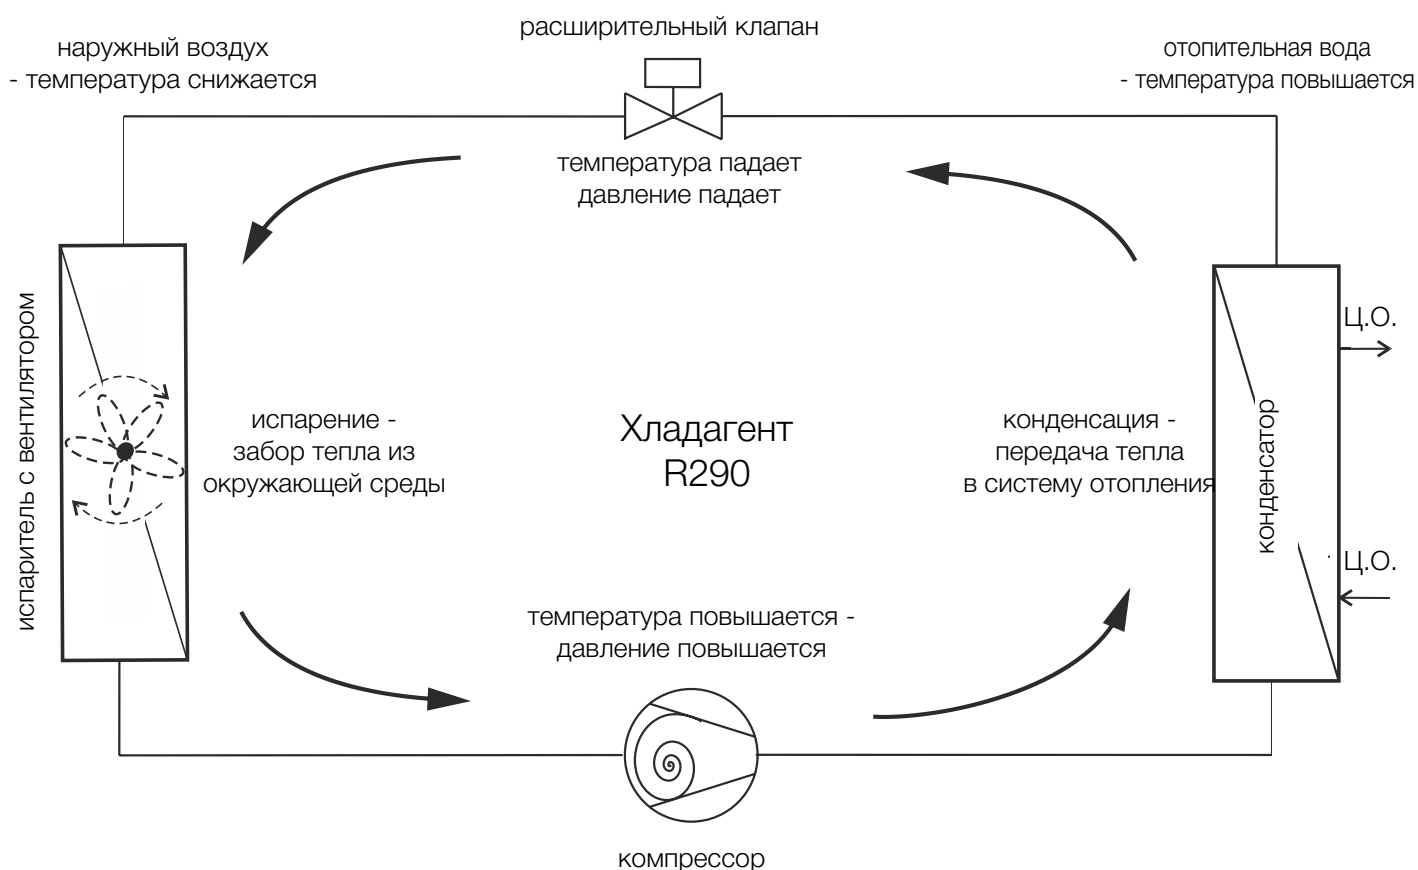 расширительный клапан
наружный воздух
- температура снижается
отопительная вода
- температура повышается
температура падает
давление падает
испаритель с вентилятором
испарение -
забор тепла из
окружающей среды
Хладагент
R290
конденсация -
передача тепла
в систему отопления
конденсатор
Ц.О.
Ц.О.
температура повышается -
давление повышается
компрессор